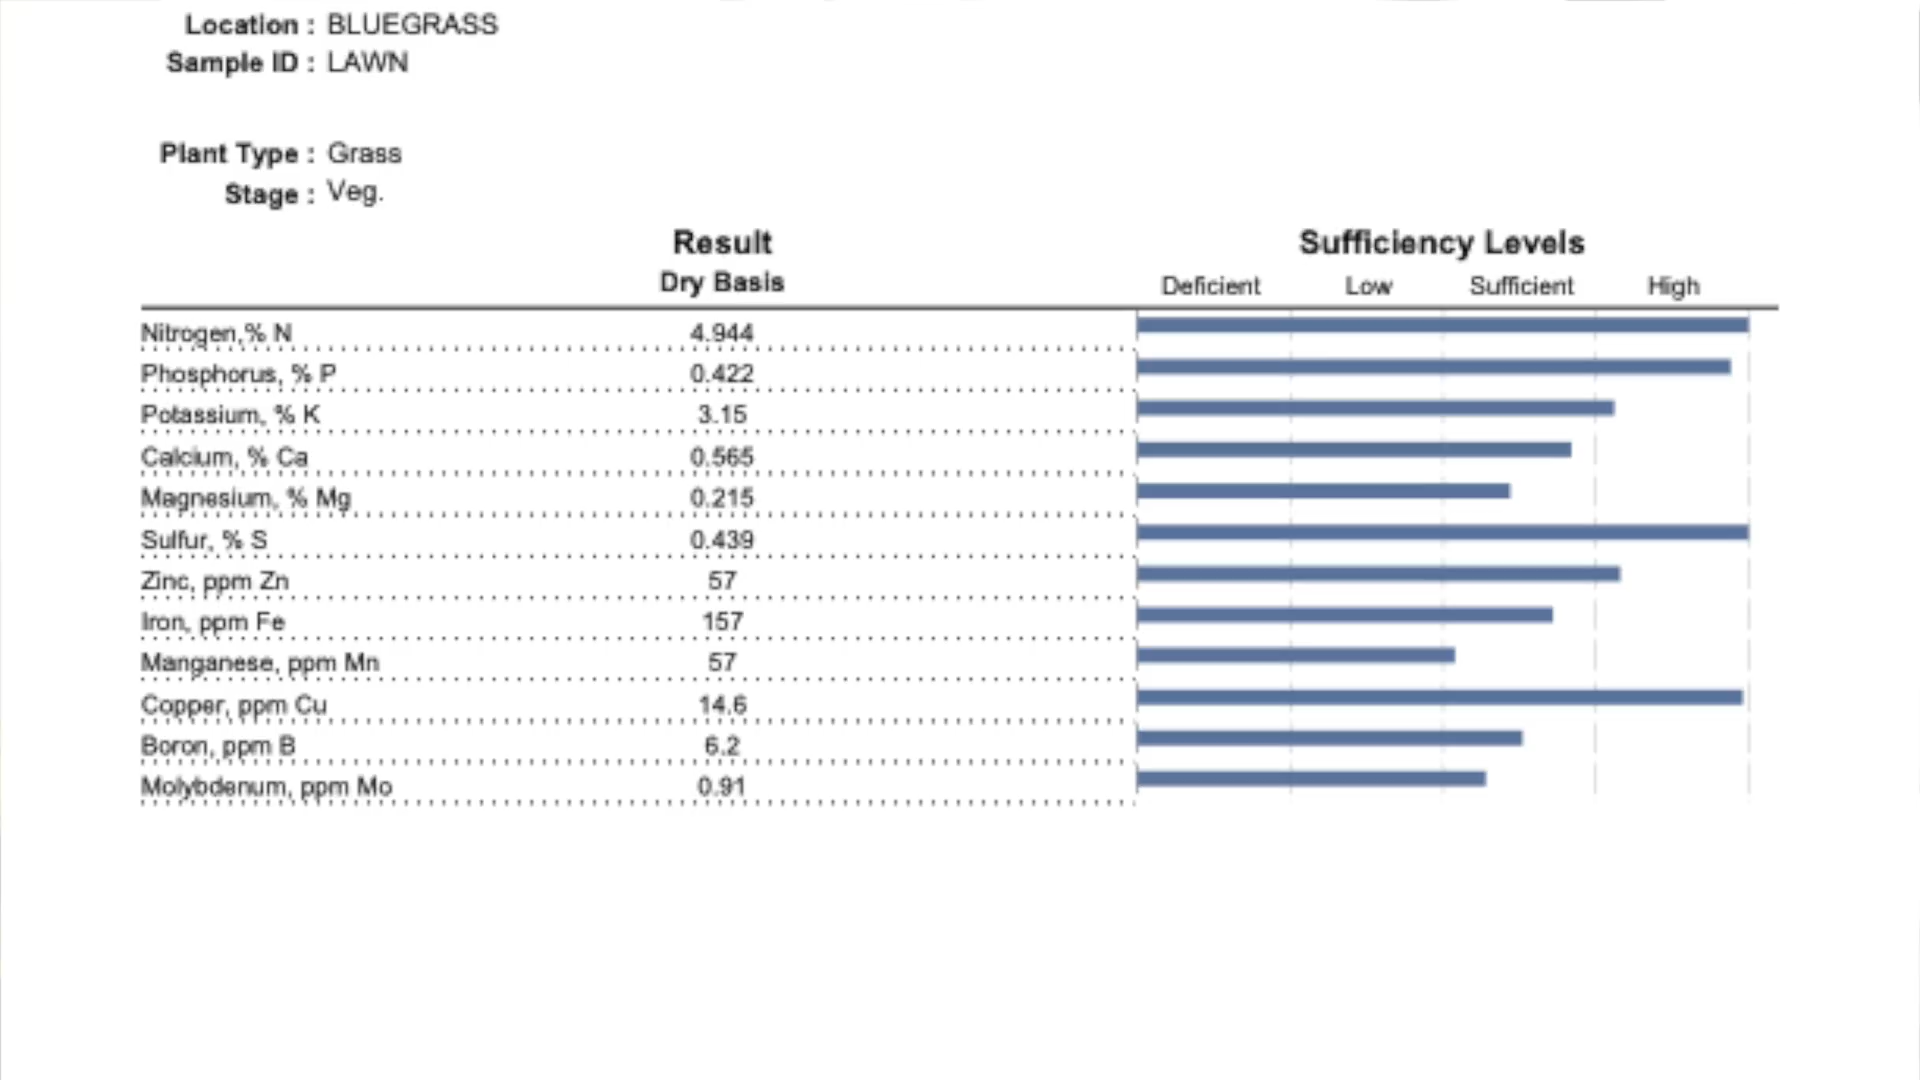 Location : BLUEGRASS
Sample ID : LAWN
Plant Type : Grass
Stage : Veg.
Result Sufficiency Levels
Dry Basis Deficient Low Sufficient High
Nitrogen,% N 4.944
Phosphorus, % P 0.422
Potassium, % K 3.15
Calcium, % Ca 0.565
Magnesium, % Mg 0.215
Sulfur, % S 0.439
Zinc, ppm Zn 57
Iron, ppm Fe 157
Manganese, ppm Mn 57
Copper, ppm Cu 14.6
Boron, ppm B 6.2
Molybdenum, ppm Mo 0.91